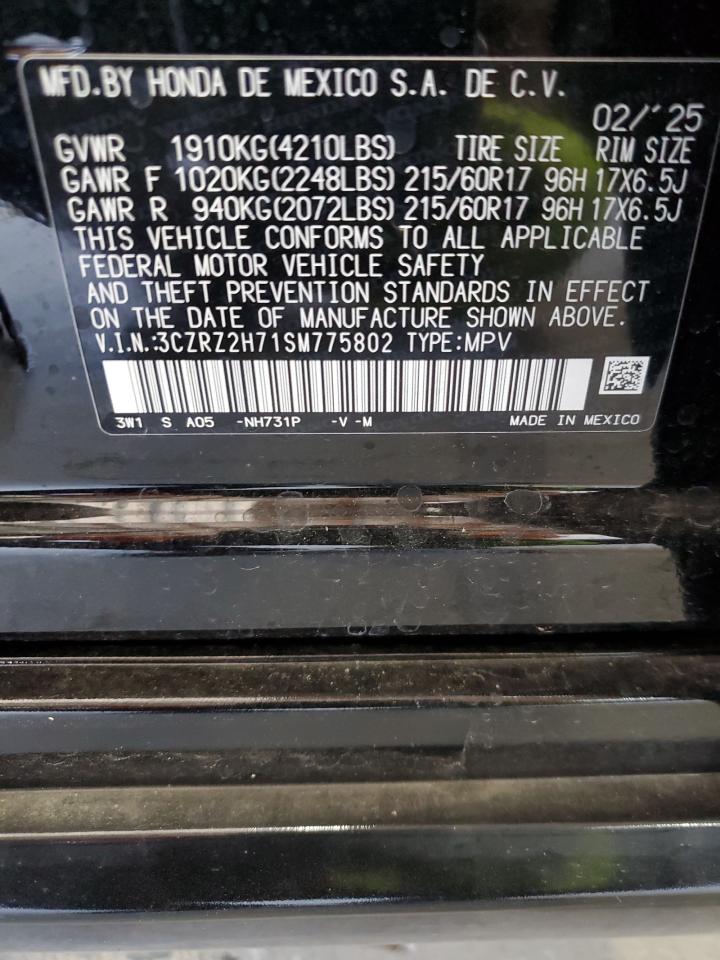 MFD.BY HONDA DE MEXICO S.A. DE C.V.
02/'25
GVWR 1910KG(4210LBS) TIRE SIZE RIM SIZE
GAWR F 1020KG(2248LBS) 215/60R17 96H 17X6.5J
GAWR R 940KG(2072LBS) 215/60R17 96H 17X6.5J
THIS VEHICLE CONFORMS TO ALL APPLICABLE
FEDERAL MOTOR VEHICLE SAFETY
AND THEFT PREVENTION STANDARDS IN EFFECT
ON THE DATE OF MANUFACTURE SHOWN ABOVE.
V.I.N.:3CZRZ2H71SM775802 TYPE:MPV
3W1 S A05 -NH731P -V -M MADE IN MEXICO